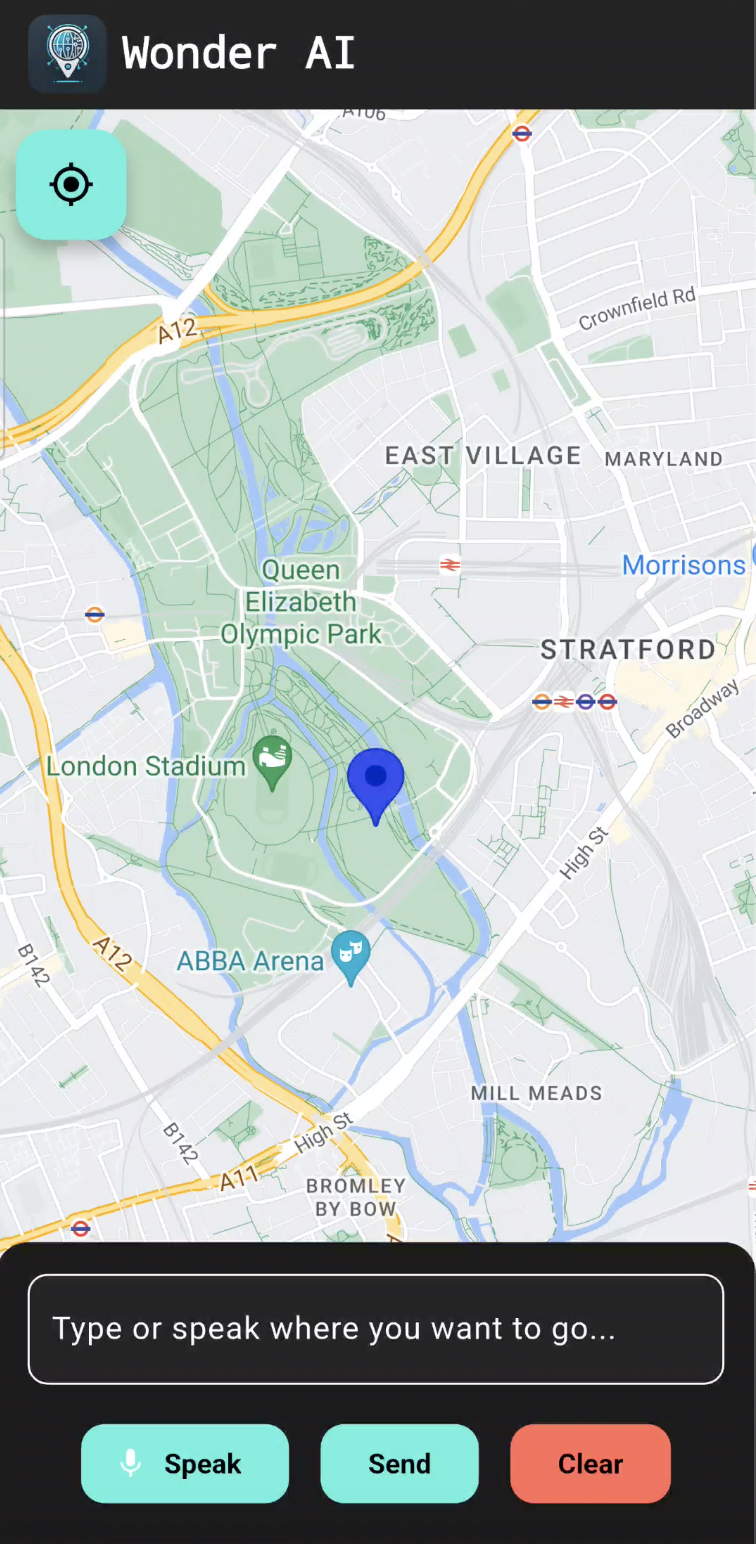 Wonder AI
A106
Crownfield Rd
A12
EAST VILLAGE
MARYLAND
Queen
Elizabeth
Olympic Park
Morrisons
STRATFORD
Broadway
London Stadium
High St
A12
B142
ABBA Arena
MILL MEADS
B142
High St
A11
BROMLEY
BY BOW
Type or speak where you want to go...
Speak
Send
Clear